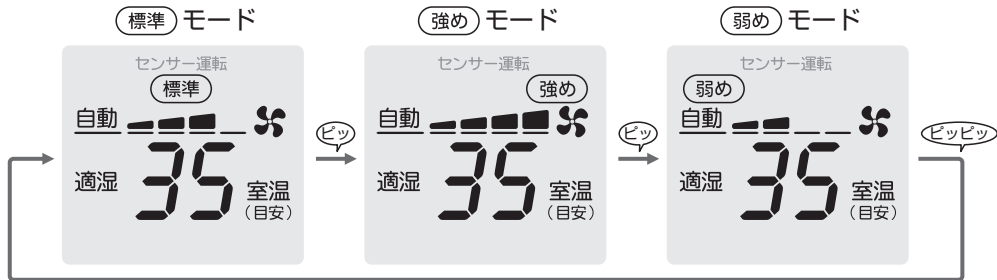 標準 モード
センサー運転
標準
自動
35
適湿
室温
(目安)
ピッ
強め モード
センサー運転
強め
自動
35
適湿
室温
(目安)
ピッ
弱め モード
センサー運転
弱め
自動
35
適湿
室温
(目安)
ピッピッ